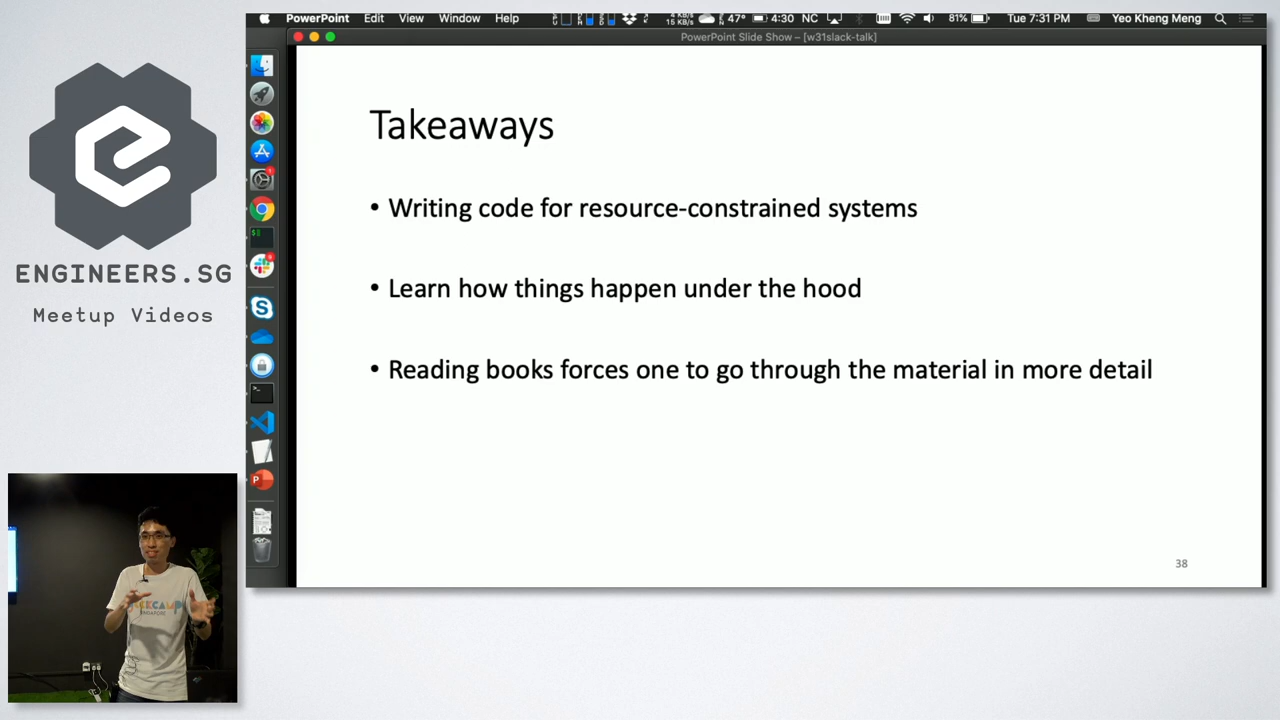 PowerPoint Edit View Window Help 47° 4:30 NC 81% Tue 7:31 PM Yeo Kheng Meng
PowerPoint Slide Show – [w31slack-talk]
ENGINEERS.SG
Meetup Videos
Takeaways
• Writing code for resource-constrained systems
• Learn how things happen under the hood
• Reading books forces one to go through the material in more detail
38
GEEKCAMP
SINGAPORE